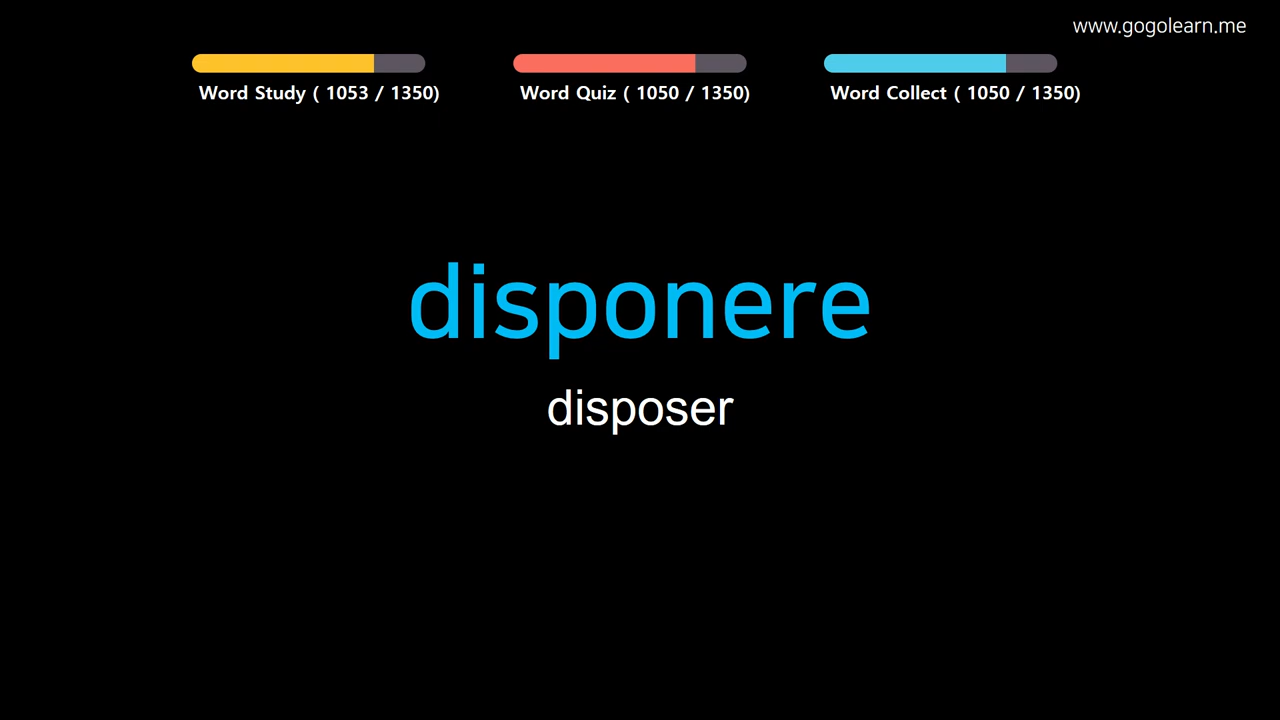 www.gogolearn.me
Word Study ( 1053 / 1350)
Word Quiz ( 1050 / 1350)
Word Collect ( 1050 / 1350)
disponere
disposer